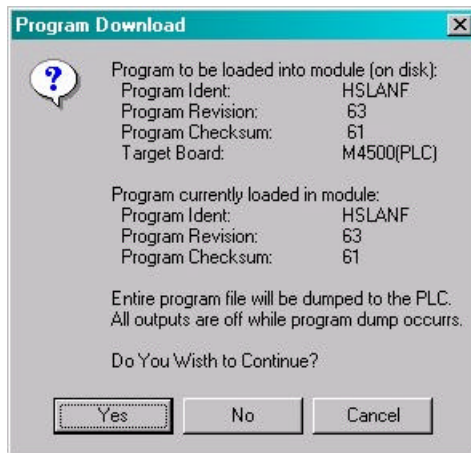 Program Download
Program to be loaded into module (on disk):
Program Ident: HSLANF
Program Revision: 63
Program Checksum: 61
Target Board: M4500(PLC)
Program currently loaded in module:
Program Ident: HSLANF
Program Revision: 63
Program Checksum: 61
Entire program file will be dumped to the PLC.
All outputs are off while program dump occurrs.
Do You Wisth to Continue?
Yes No Cancel